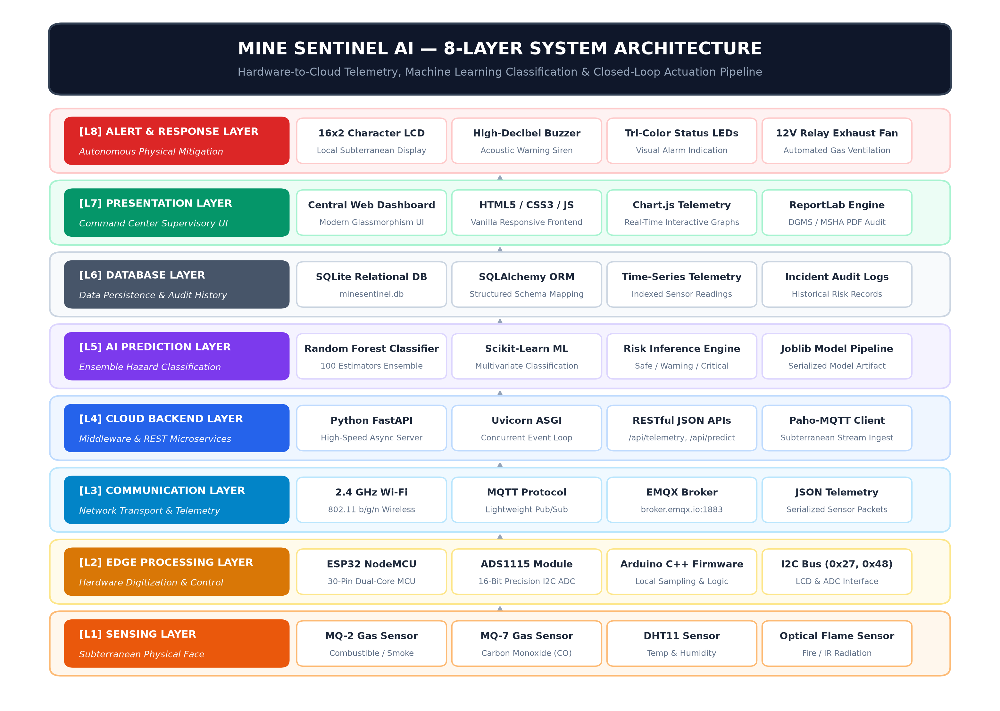 MINE SENTINEL AI — 8-LAYER SYSTEM ARCHITECTURE
Hardware-to-Cloud Telemetry, Machine Learning Classification & Closed-Loop Actuation Pipeline
[L8] ALERT & RESPONSE LAYER
Autonomous Physical Mitigation
16x2 Character LCD
Local Subterranean Display
High-Decibel Buzzer
Acoustic Warning Siren
Tri-Color Status LEDs
Visual Alarm Indication
12V Relay Exhaust Fan
Automated Gas Ventilation
[L7] PRESENTATION LAYER
Command Center Supervisory UI
Central Web Dashboard
Modern Glassmorphism UI
HTML5 / CSS3 / JS
Vanilla Responsive Frontend
Chart.js Telemetry
Real-Time Interactive Graphs
ReportLab Engine
DGMS / MSHA PDF Audit
[L6] DATABASE LAYER
Data Persistence & Audit History
SQLite Relational DB
minesentinel.db
SQLAlchemy ORM
Structured Schema Mapping
Time-Series Telemetry
Indexed Sensor Readings
Incident Audit Logs
Historical Risk Records
[L5] AI PREDICTION LAYER
Ensemble Hazard Classification
Random Forest Classifier
100 Estimators Ensemble
Scikit-Learn ML
Multivariate Classification
Risk Inference Engine
Safe / Warning / Critical
Joblib Model Pipeline
Serialized Model Artifact
[L4] CLOUD BACKEND LAYER
Middleware & REST Microservices
Python FastAPI
High-Speed Async Server
Uvicorn ASGI
Concurrent Event Loop
RESTful JSON APIs
/api/telemetry, /api/predict
Paho-MQTT Client
Subterranean Stream Ingest
[L3] COMMUNICATION LAYER
Network Transport & Telemetry
2.4 GHz Wi-Fi
802.11 b/g/n Wireless
MQTT Protocol
Lightweight Pub/Sub
EMQX Broker
broker.emqx.io:1883
JSON Telemetry
Serialized Sensor Packets
[L2] EDGE PROCESSING LAYER
Hardware Digitization & Control
ESP32 NodeMCU
30-Pin Dual-Core MCU
ADS1115 Module
16-Bit Precision I2C ADC
Arduino C++ Firmware
Local Sampling & Logic
I2C Bus (0x27, 0x48)
LCD & ADC Interface
[L1] SENSING LAYER
Subterranean Physical Face
MQ-2 Gas Sensor
Combustible / Smoke
MQ-7 Gas Sensor
Carbon Monoxide (CO)
DHT11 Sensor
Temp & Humidity
Optical Flame Sensor
Fire / IR Radiation